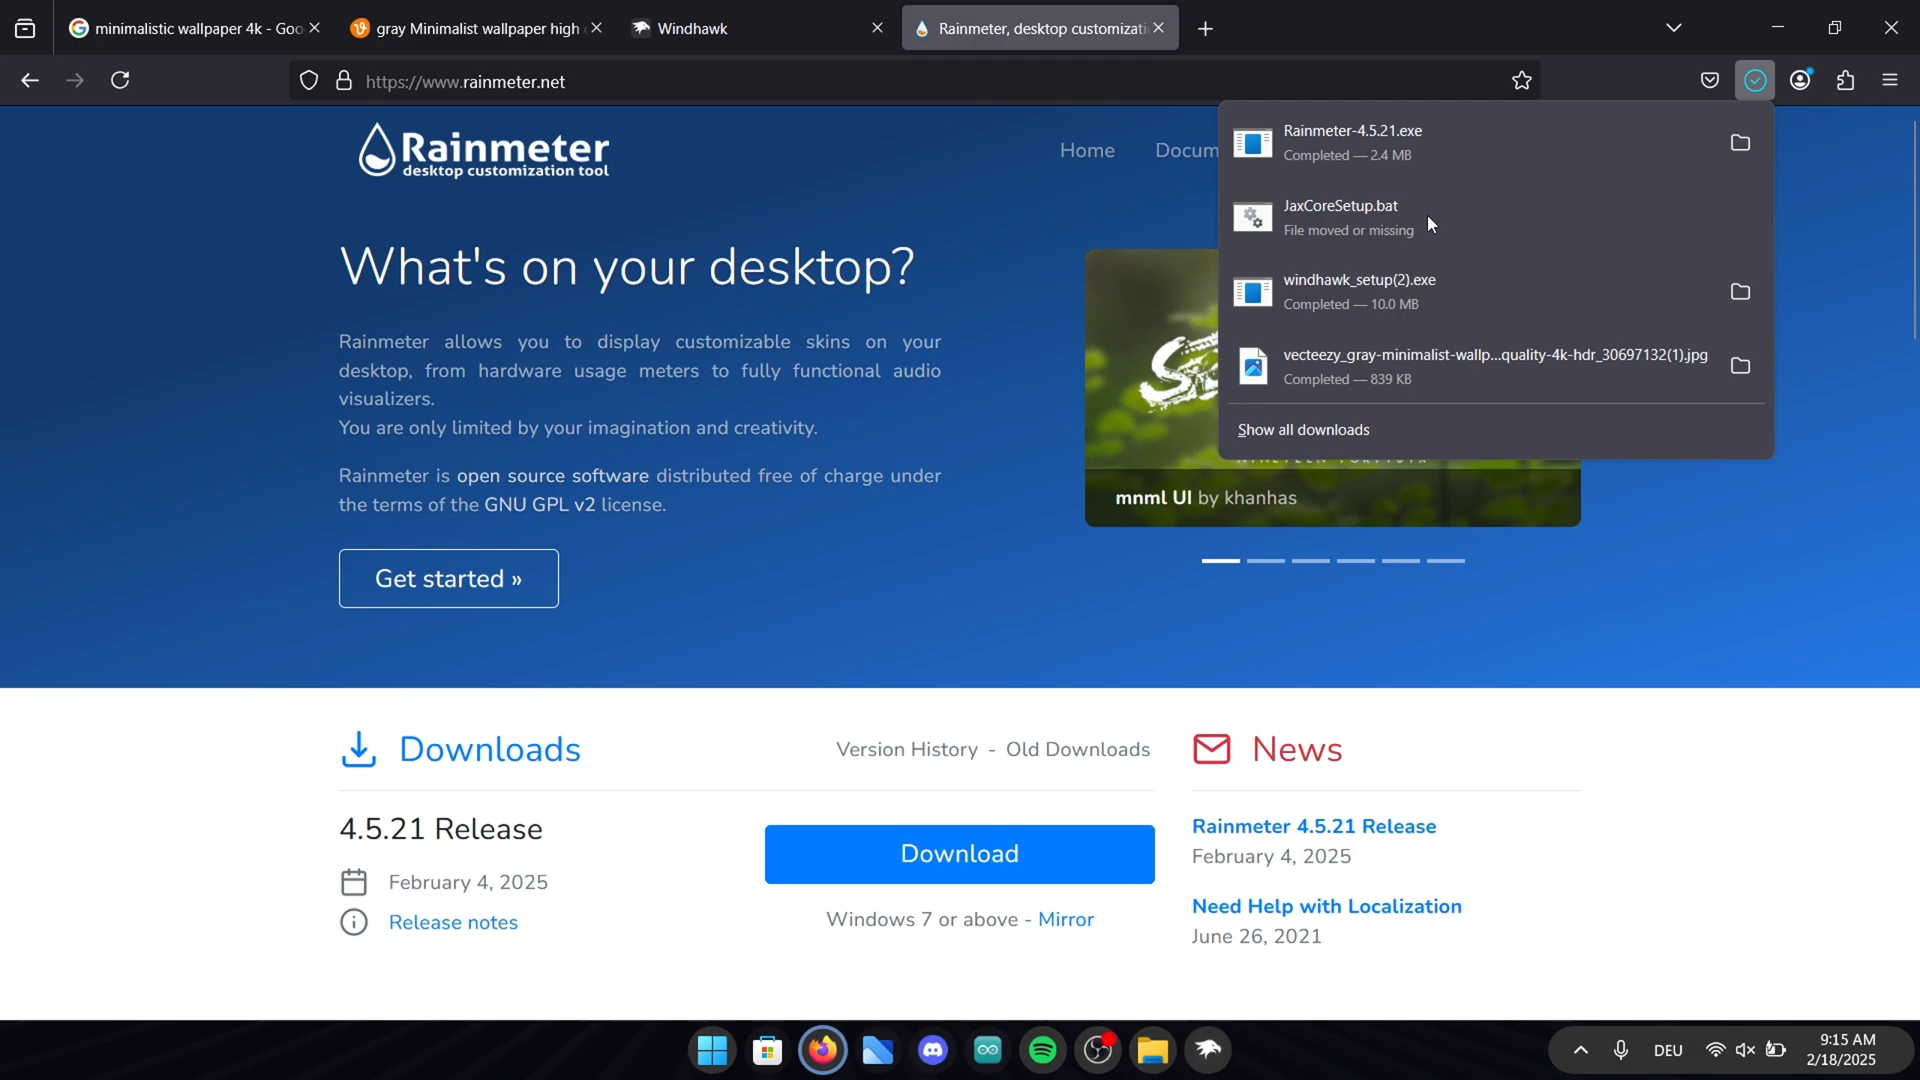 minimalistic wallpaper 4k - Goo
gray Minimalist wallpaper high
Windhawk
Rainmeter, desktop customizati
https://www.rainmeter.net
Rainmeter
desktop customization tool
Home
Docum
Rainmeter-4.5.21.exe
Completed — 2.4 MB
JaxCoreSetup.bat
File moved or missing
windhawk_setup(2).exe
Completed — 10.0 MB
vecteezy_gray-minimalist-wallp...quality-4k-hdr_30697132(1).jpg
Completed — 839 KB
Show all downloads
What's on your desktop?
Rainmeter allows you to display customizable skins on your
desktop, from hardware usage meters to fully functional audio
visualizers.
You are only limited by your imagination and creativity.
Rainmeter is open source software distributed free of charge under
the terms of the GNU GPL v2 license.
mnml UI by khanhas
Get started »
Downloads
Version History - Old Downloads
News
4.5.21 Release
February 4, 2025
Release notes
Download
Windows 7 or above - Mirror
Rainmeter 4.5.21 Release
February 4, 2025
Need Help with Localization
June 26, 2021
DEU
9:15 AM
2/18/2025